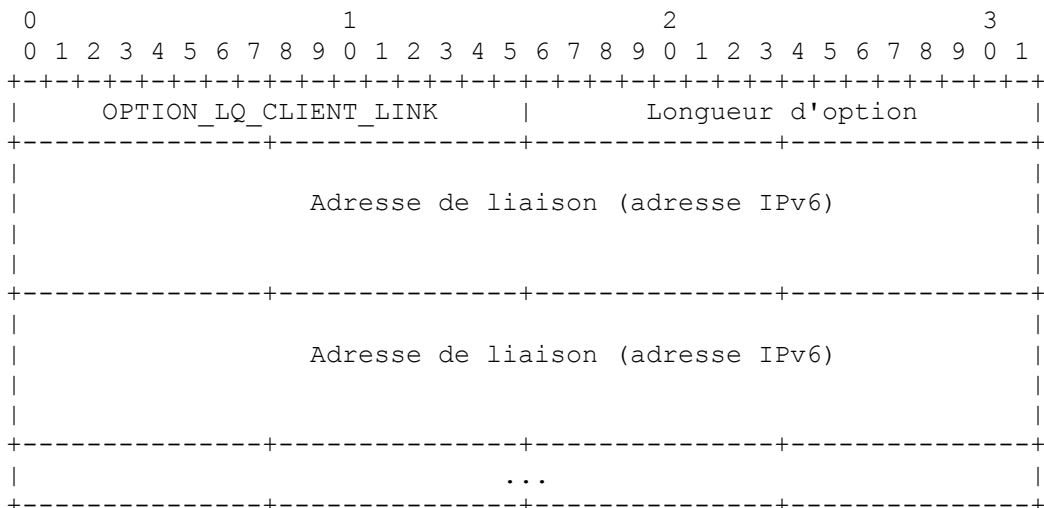 0                   1                   2                   3
 0 1 2 3 4 5 6 7 8 9 0 1 2 3 4 5 6 7 8 9 0 1 2 3 4 5 6 7 8 9 0 1
+-+-+-+-+-+-+-+-+-+-+-+-+-+-+-+-+-+-+-+-+-+-+-+-+-+-+-+-+-+-+-+-+
|     OPTION_LQ_CLIENT_LINK     |       Longueur d'option       |
+---------------+---------------+---------------+---------------+
|                                                               |
|                  Adresse de liaison (adresse IPv6)            |
|                                                               |
|                                                               |
+---------------+---------------+---------------+---------------+
|                                                               |
|                  Adresse de liaison (adresse IPv6)            |
|                                                               |
|                                                               |
+---------------+---------------+---------------+---------------+
|                              ...                              |
+---------------+---------------+---------------+---------------+